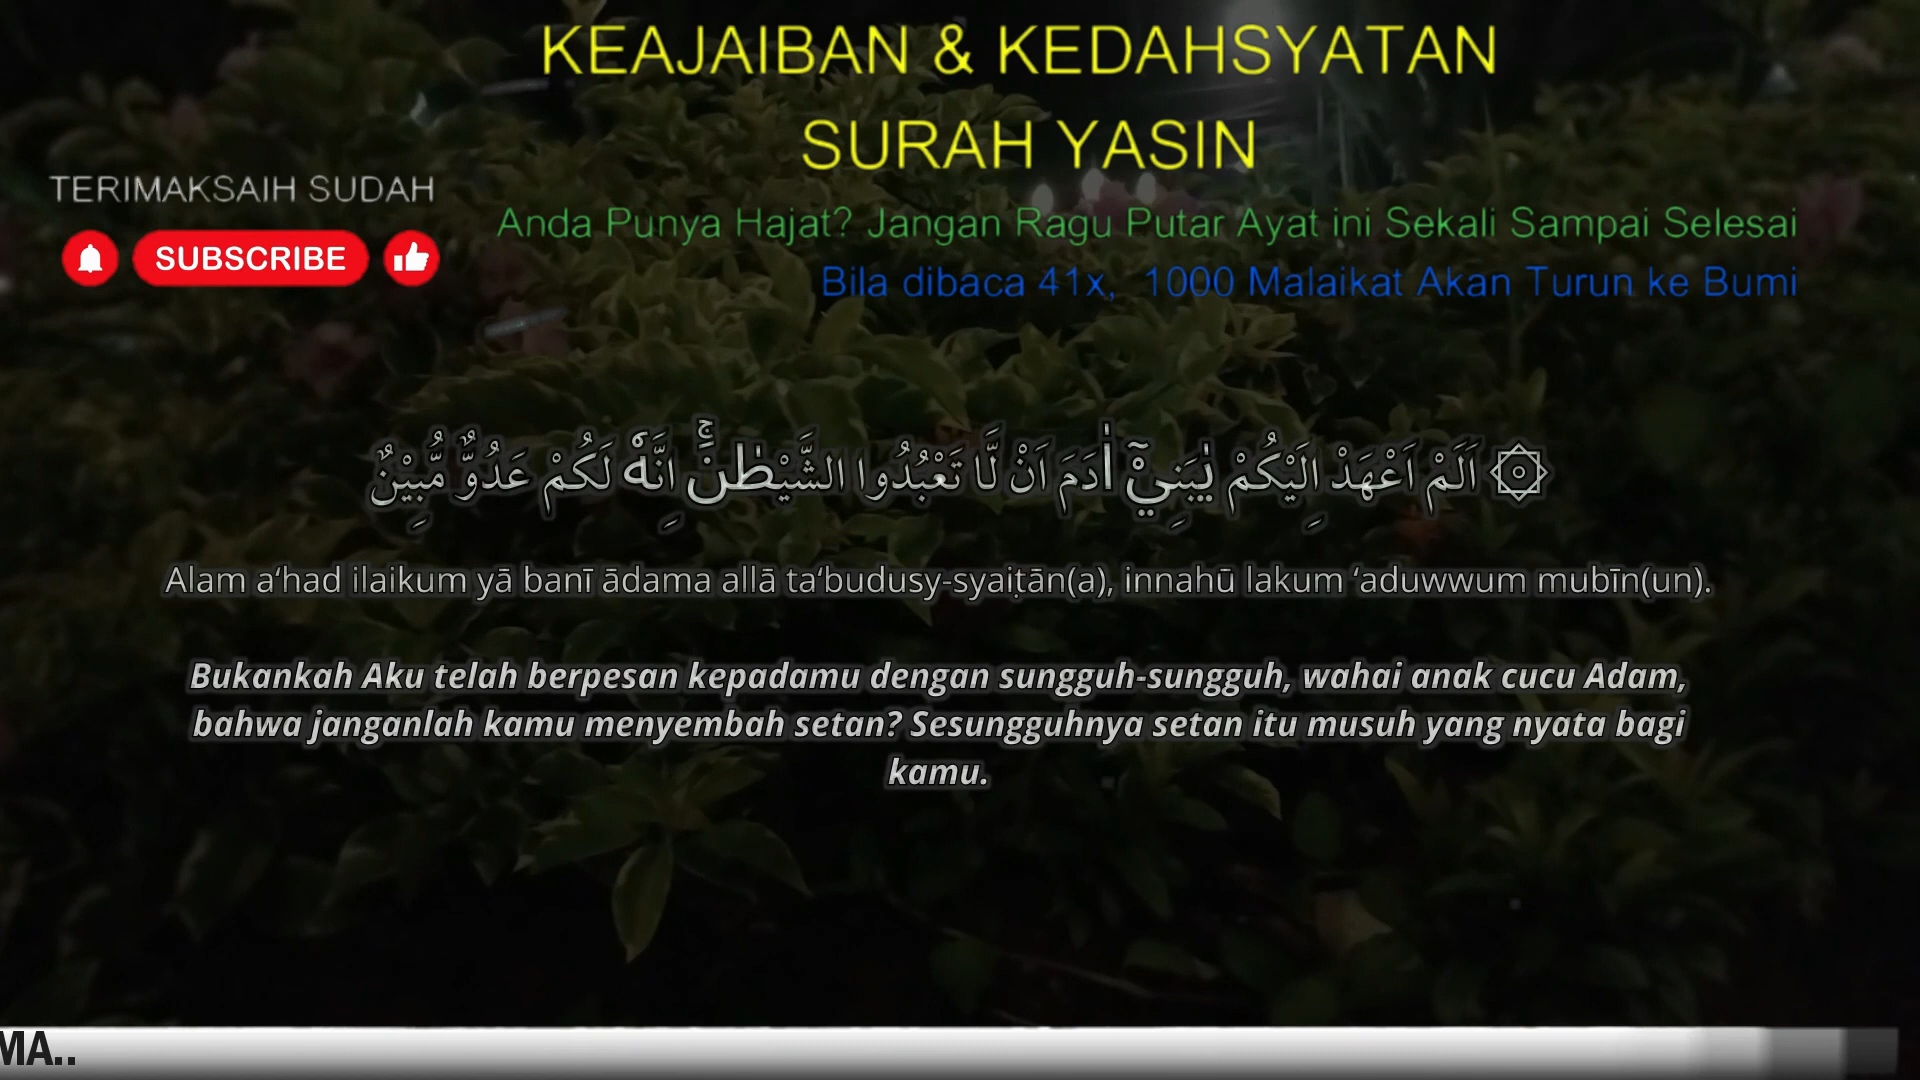 KEAJAIBAN & KEDAHSYATAN
SURAH YASIN
TERIMAKSAIH SUDAH
SUBSCRIBE
Anda Punya Hajat? Jangan Ragu Putar Ayat ini Sekali Sampai Selesai
Bila dibaca 41x, 1000 Malaikat Akan Turun ke Bumi
۞ اَلَمْ اَعْهَدْ اِلَيْكُمْ يٰبَنِيْٓ اٰدَمَ اَنْ لَّا تَعْبُدُوا الشَّيْطٰنَۚ اِنَّهٗ لَكُمْ عَدُوٌّ مُّبِيْنٌ
Alam a‘had ilaikum yā banī ādama allā ta‘budusy-syaiṭān(a), innahū lakum ‘aduwwum mubīn(un).
Bukankah Aku telah berpesan kepadamu dengan sungguh-sungguh, wahai anak cucu Adam,
bahwa janganlah kamu menyembah setan? Sesungguhnya setan itu musuh yang nyata bagi
kamu.
MA..